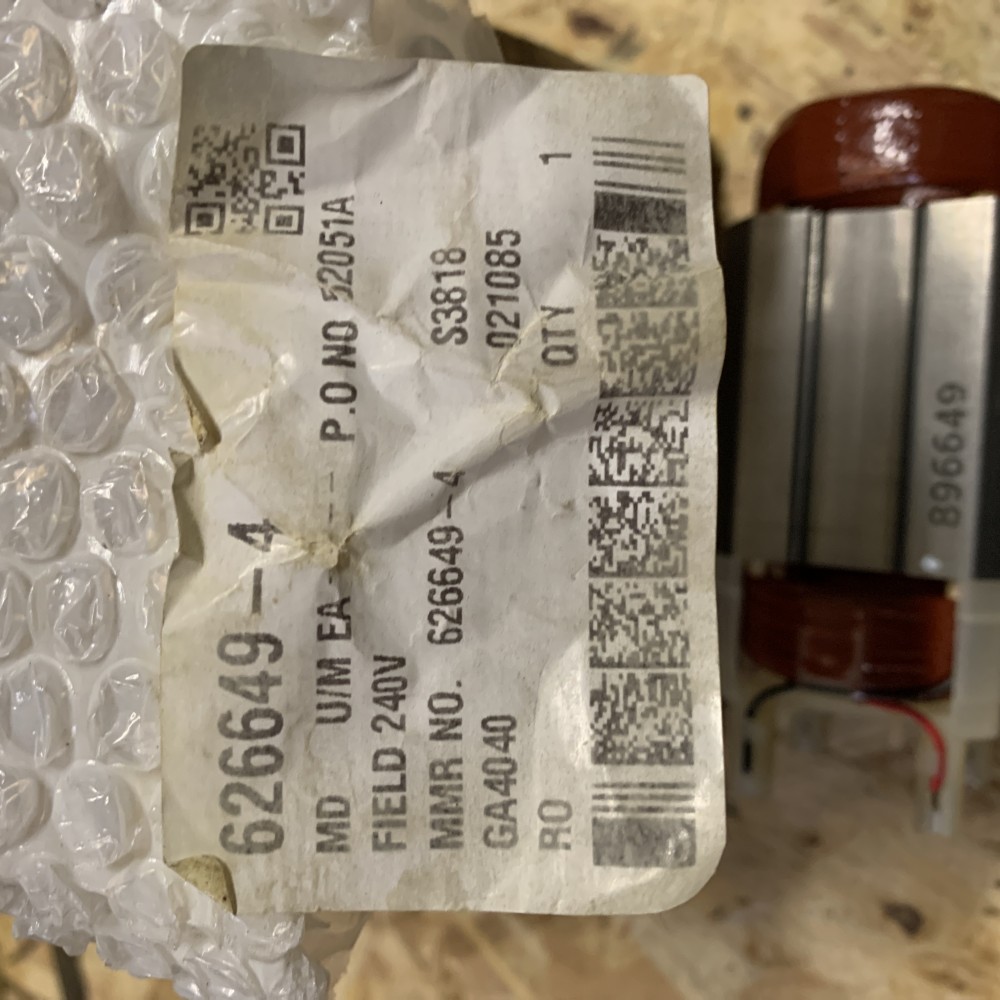 626649-4
MD U/M EA --- P.O NO 52051A
FIELD 240V
MMR NO. 626649-4 S3818
GA4040 021085
RO QTY 1
896649